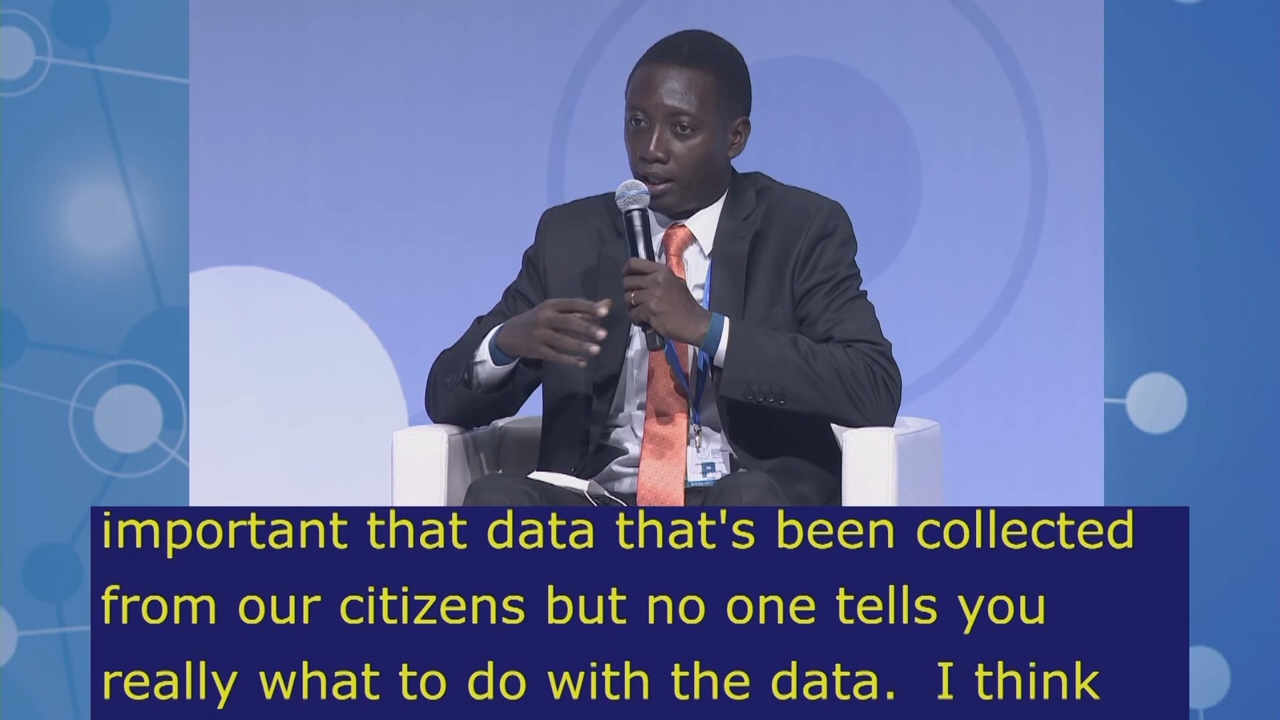 important that data that's been collected
from our citizens but no one tells you
really what to do with the data.  I think